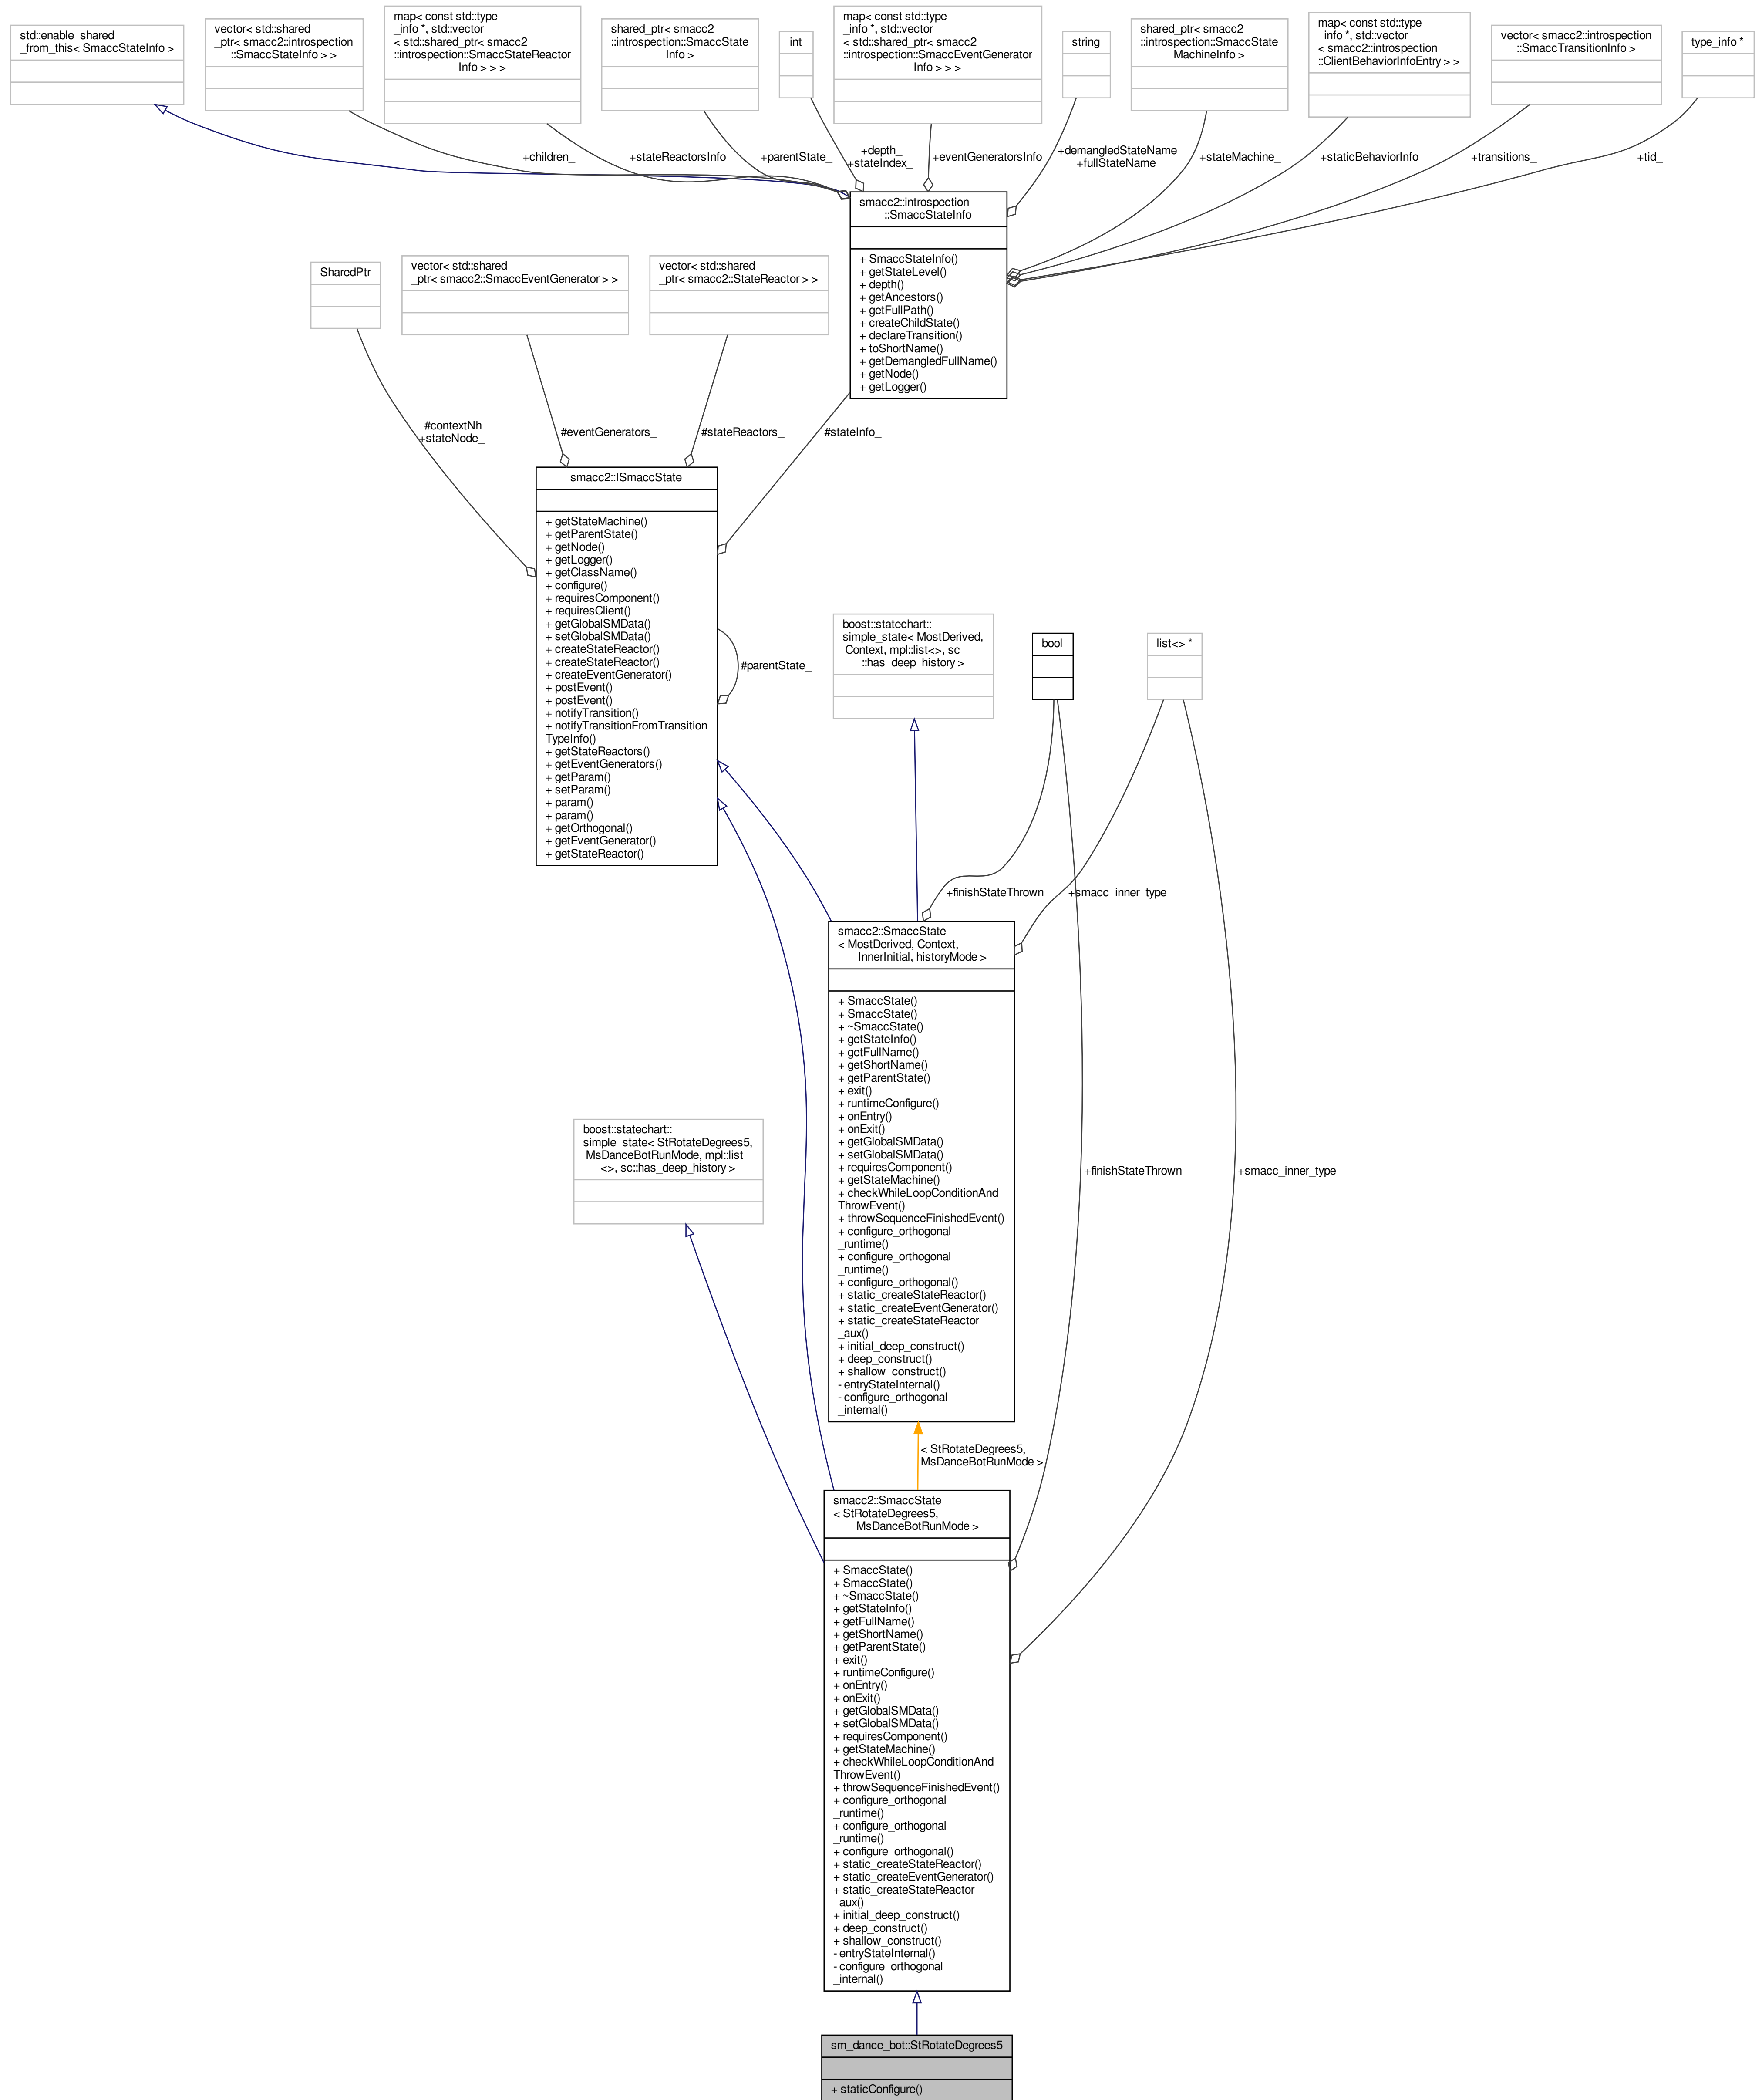 std::enable_shared
_from_this< SmaccStateInfo >
vector< std::shared
_ptr< smacc2::introspection
::SmaccStateInfo > >
map< const std::type
_info *, std::vector
< std::shared_ptr< smacc2
::introspection::SmaccStateReactor
Info > > >
shared_ptr< smacc2
::introspection::SmaccState
Info >
int
map< const std::type
_info *, std::vector
< std::shared_ptr< smacc2
::introspection::SmaccEventGenerator
Info > > >
string
shared_ptr< smacc2
::introspection::SmaccState
MachineInfo >
map< const std::type
_info *, std::vector
< smacc2::introspection
::ClientBehaviorInfoEntry > >
vector< smacc2::introspection
::SmaccTransitionInfo >
type_info *
+children_
+stateReactorsInfo
+parentState_
+depth_
+stateIndex_
+eventGeneratorsInfo
+demangledStateName
+fullStateName
+stateMachine_
+staticBehaviorInfo
+transitions_
+tid_
smacc2::introspection
::SmaccStateInfo
+ SmaccStateInfo()
+ getStateLevel()
+ depth()
+ getAncestors()
+ getFullPath()
+ createChildState()
+ declareTransition()
+ toShortName()
+ getDemangledFullName()
+ getNode()
+ getLogger()
SharedPtr
vector< std::shared
_ptr< smacc2::SmaccEventGenerator > >
vector< std::shared
_ptr< smacc2::StateReactor > >
#contextNh
+stateNode_
#eventGenerators_
#stateReactors_
#stateInfo_
smacc2::ISmaccState
+ getStateMachine()
+ getParentState()
+ getNode()
+ getLogger()
+ getClassName()
+ configure()
+ requiresComponent()
+ requiresClient()
+ getGlobalSMData()
+ setGlobalSMData()
+ createStateReactor()
+ createStateReactor()
+ createEventGenerator()
+ postEvent()
+ postEvent()
+ notifyTransition()
+ notifyTransitionFromTransition
TypeInfo()
+ getStateReactors()
+ getEventGenerators()
+ getParam()
+ setParam()
+ param()
+ param()
+ getOrthogonal()
+ getEventGenerator()
+ getStateReactor()
#parentState_
boost::statechart::
simple_state< MostDerived,
Context, mpl::list<>, sc
::has_deep_history >
bool
list<> *
+finishStateThrown
+smacc_inner_type
smacc2::SmaccState
< MostDerived, Context,
InnerInitial, historyMode >
+ SmaccState()
+ SmaccState()
+ ~SmaccState()
+ getStateInfo()
+ getFullName()
+ getShortName()
+ getParentState()
+ exit()
+ runtimeConfigure()
+ onEntry()
+ onExit()
+ getGlobalSMData()
+ setGlobalSMData()
+ requiresComponent()
+ getStateMachine()
+ checkWhileLoopConditionAnd
ThrowEvent()
+ throwSequenceFinishedEvent()
+ configure_orthogonal
_runtime()
+ configure_orthogonal
_runtime()
+ configure_orthogonal()
+ static_createStateReactor()
+ static_createEventGenerator()
+ static_createStateReactor
_aux()
+ initial_deep_construct()
+ deep_construct()
+ shallow_construct()
- entryStateInternal()
- configure_orthogonal
_internal()
boost::statechart::
simple_state< StRotateDegrees5,
MsDanceBotRunMode, mpl::list
<>, sc::has_deep_history >
+finishStateThrown
+smacc_inner_type
< StRotateDegrees5,
MsDanceBotRunMode >
smacc2::SmaccState
< StRotateDegrees5,
MsDanceBotRunMode >
+ SmaccState()
+ SmaccState()
+ ~SmaccState()
+ getStateInfo()
+ getFullName()
+ getShortName()
+ getParentState()
+ exit()
+ runtimeConfigure()
+ onEntry()
+ onExit()
+ getGlobalSMData()
+ setGlobalSMData()
+ requiresComponent()
+ getStateMachine()
+ checkWhileLoopConditionAnd
ThrowEvent()
+ throwSequenceFinishedEvent()
+ configure_orthogonal
_runtime()
+ configure_orthogonal
_runtime()
+ configure_orthogonal()
+ static_createStateReactor()
+ static_createEventGenerator()
+ static_createStateReactor
_aux()
+ initial_deep_construct()
+ deep_construct()
+ shallow_construct()
- entryStateInternal()
- configure_orthogonal
_internal()
sm_dance_bot::StRotateDegrees5
+ staticConfigure()